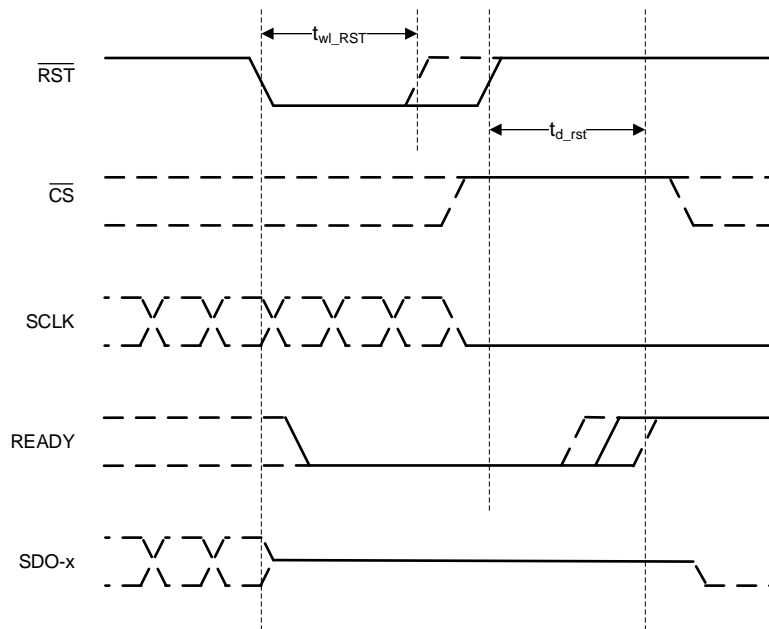 t_wl_RST
RST
t_d_rst
CS
SCLK
READY
SDO-x